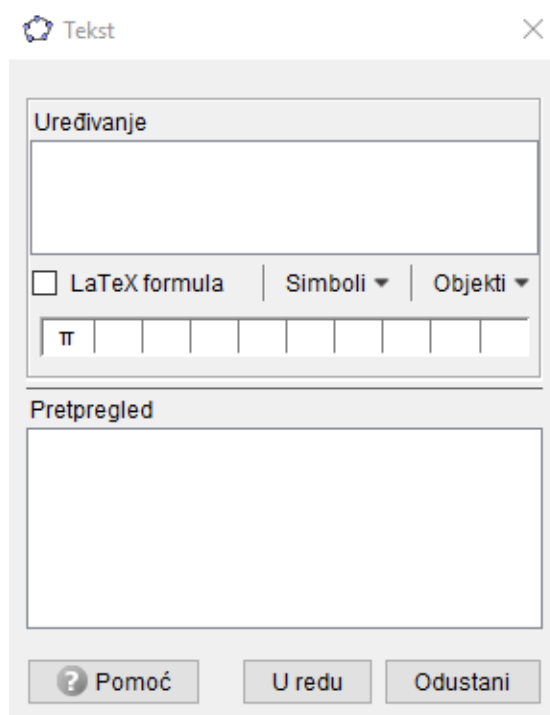 Tekst
Uređivanje
LaTeX formula Simboli Objekti
π
Pretpregled
Pomoć U redu Odustani